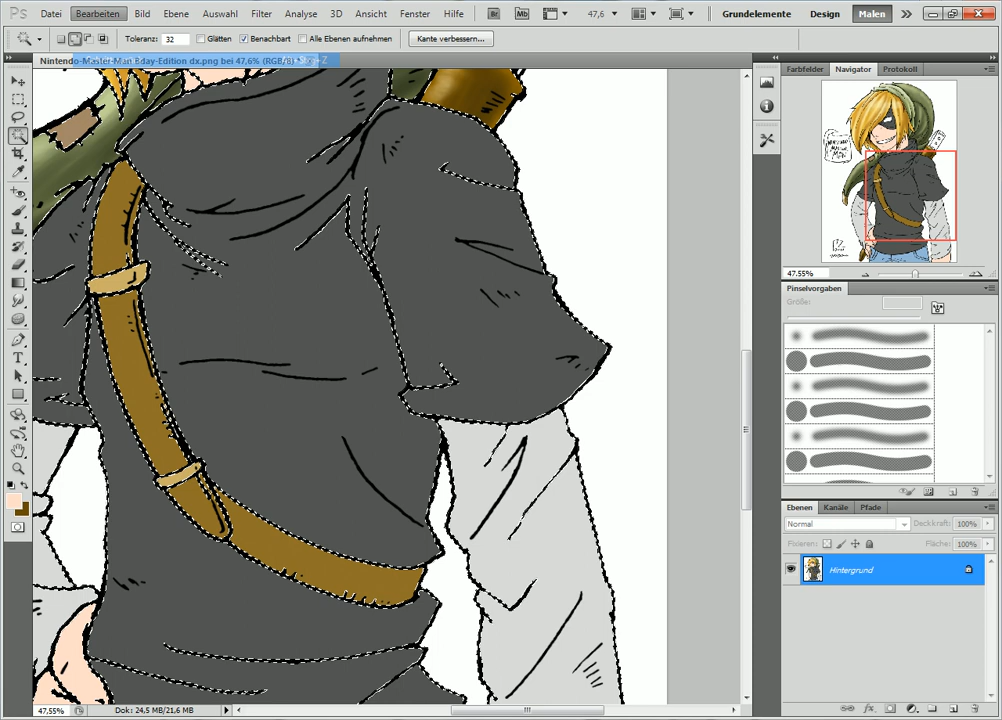 Ps Datei Bearbeiten Bild Ebene Auswahl Filter Analyse 3D Ansicht Fenster Hilfe Br Mb 47,6 Grundelemente Design Malen
Toleranz: 32 Glätten Benachbart Alle Ebenen aufnehmen Kante verbessern...
Farbfelder Navigator Protokoll
47.55%
Pinselvorgaben
Größe:
Ebenen Kanäle Pfade
Normal Deckkraft: 100%
Fixieren: Fläche: 100%
Hintergrund
47,55% Dok: 24,5 MB/21,6 MB